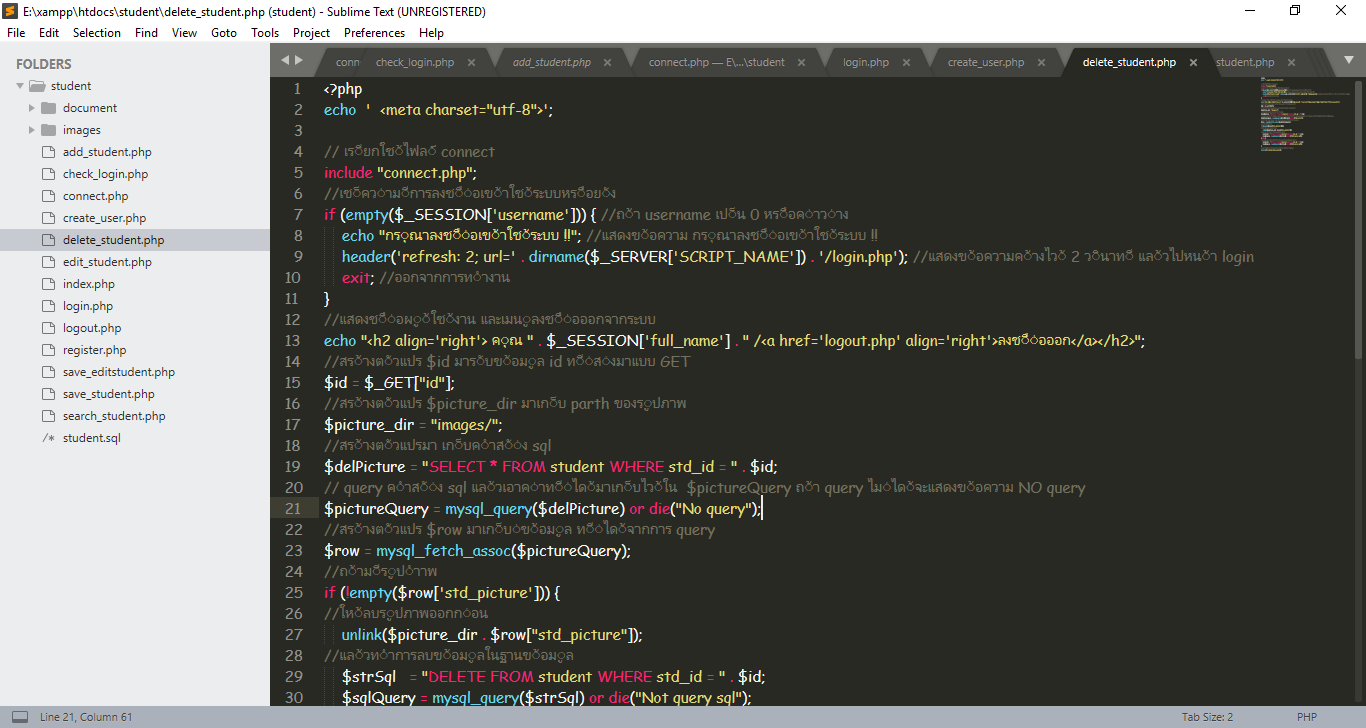 E:\xampp\htdocs\student\delete_student.php (student) - Sublime Text (UNREGISTERED)
File Edit Selection Find View Goto Tools Project Preferences Help
FOLDERS
student
document
images
add_student.php
check_login.php
connect.php
create_user.php
delete_student.php
edit_student.php
index.php
login.php
logout.php
register.php
save_editstudent.php
save_student.php
search_student.php
/* student.sql
conn check_login.php × add_student.php × connect.php — E\...\student × login.php × create_user.php × delete_student.php × student.php ×
1 <?php
2 echo ' <meta charset="utf-8">';
3
4 // เรียกใช้ไฟล์ connect
5 include "connect.php";
6 //เช็คว่ามีการลงชื่อเข้าใช้ระบบหรือยัง
7 if (empty($_SESSION['username'])) { //ถ้า username เป็น 0 หรือค่าว่าง
8 echo "กรุณาลงชื่อเข้าใช้ระบบ !!"; //แสดงข้อความ กรุณาลงชื่อเข้าใช้ระบบ !!
9 header('refresh: 2; url=' . dirname($_SERVER['SCRIPT_NAME']) . '/login.php'); //แสดงข้อความค้างไว้ 2 วินาที แล้วไปหน้า login
10 exit; //ออกจากการทำงาน
11 }
12 //แสดงชื่อผู้ใช้งาน และเมนูลงชื่อออกจากระบบ
13 echo "<h2 align='right'> คุณ " . $_SESSION['full_name'] . " /<a href='logout.php' align='right'>ลงชื่อออก</a></h2>";
14 //สร้างตัวแปร $id มารับข้อมูล id ที่ส่งมาแบบ GET
15 $id = $_GET["id"];
16 //สร้างตัวแปร $picture_dir มาเก็บ parth ของรูปภาพ
17 $picture_dir = "images/";
18 //สร้างตัวแปรมา เก็บคำสั่ง sql
19 $delPicture = "SELECT * FROM student WHERE std_id = " . $id;
20 // query คำสั่ง sql แล้วเอาค่าที่ได้มาเก็บไว้ใน $pictureQuery ถ้า query ไม่ได้จะแสดงข้อความ NO query
21 $pictureQuery = mysql_query($delPicture) or die("No query");
22 //สร้างตัวแปร $row มาเก็บข้อมูล ที่ได้จากการ query
23 $row = mysql_fetch_assoc($pictureQuery);
24 //ถ้ามีรูป
25 if (!empty($row['std_picture'])) {
26 //ให้ลบรูปภาพออกก่อน
27 unlink($picture_dir . $row["std_picture"]);
28 //แล้วทำการลบข้อมูลในฐานข้อมูล
29 $strSql = "DELETE FROM student WHERE std_id = " . $id;
30 $sqlQuery = mysql_query($strSql) or die("Not query sql");
Line 21, Column 61 Tab Size: 2 PHP